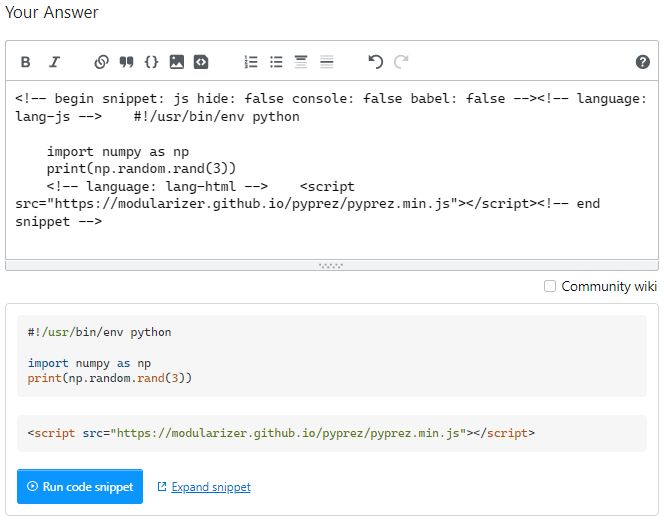 Your Answer
B I {}
<!-- begin snippet: js hide: false console: false babel: false --><!-- language:
lang-js -->    #!/usr/bin/env python
import numpy as np
print(np.random.rand(3))
<!-- language: lang-html -->    <script
src="https://modularizer.github.io/pyprez/pyprez.min.js"></script><!-- end
snippet -->
Community wiki
#!/usr/bin/env python
import numpy as np
print(np.random.rand(3))
<script src="https://modularizer.github.io/pyprez/pyprez.min.js"></script>
Run code snippet Expand snippet